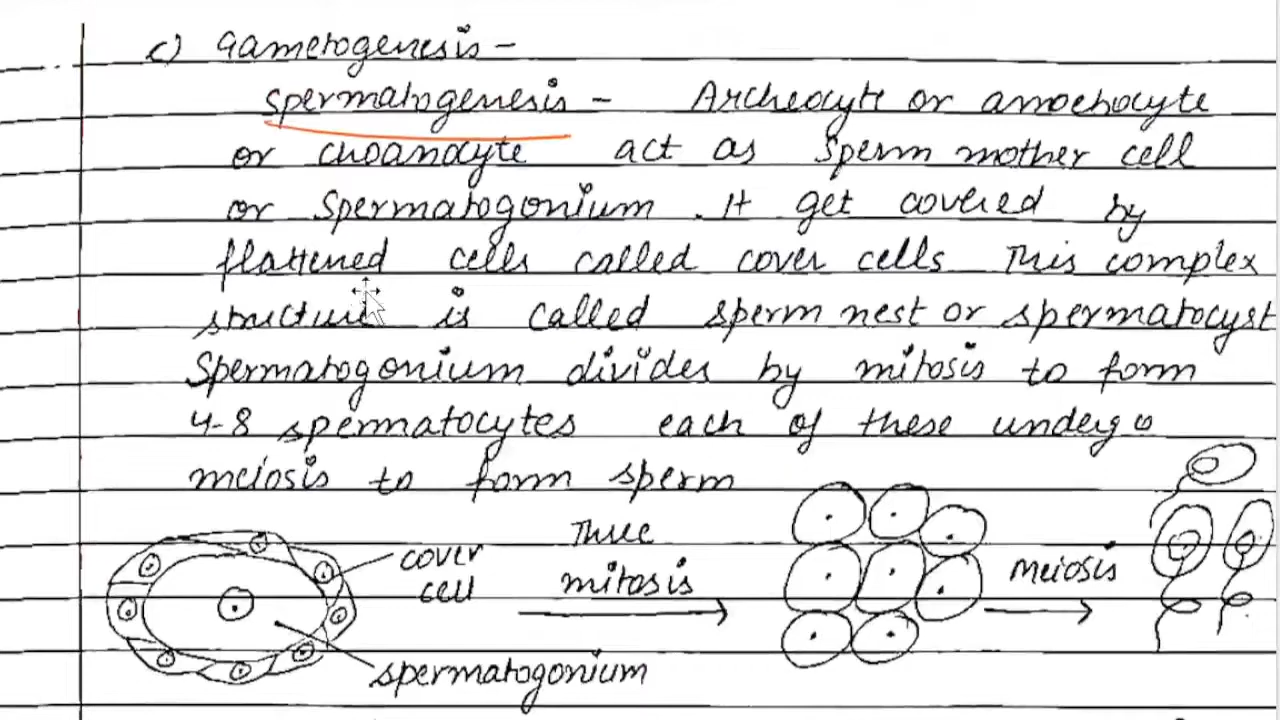 c) Gametogenesis -
Spermatogenesis - Archeocyte or amoebocyte
or choanocyte act as sperm mother cell
or spermatogonium. It get covered by
flattened cells called cover cells This complex
structure is called sperm nest or spermatocyst
Spermatogonium divides by mitosis to form
4-8 spermatocytes each of these undergo
meiosis to form sperm
cover
cell
spermatogonium
Three
mitosis
meiosis